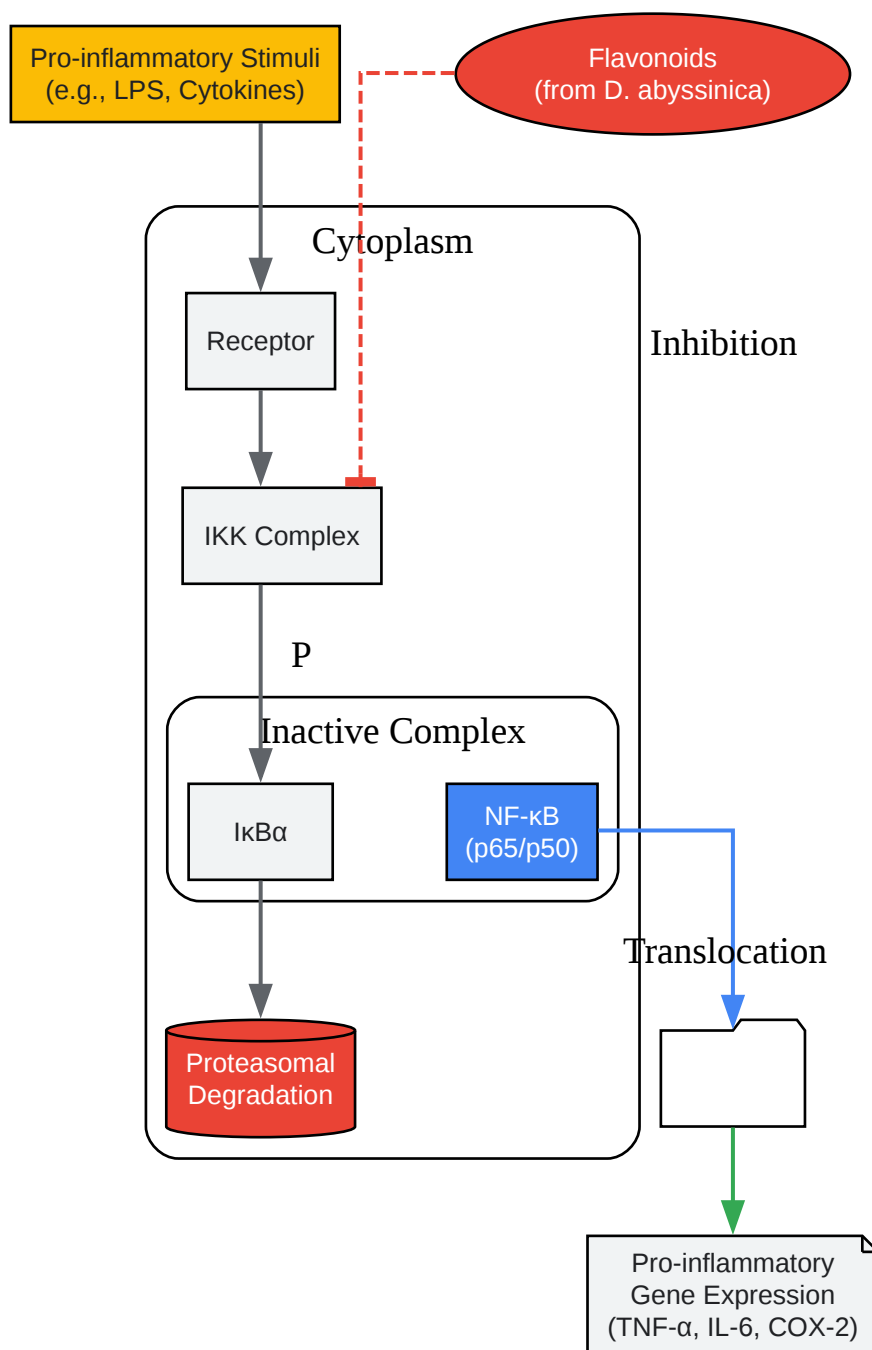 Pro-inflammatory Stimuli
(e.g., LPS, Cytokines)
Flavonoids
(from D. abyssinica)
Cytoplasm
Receptor
Inhibition
IKK Complex
P
Inactive Complex
IκBα
NF-κB
(p65/p50)
Translocation
Proteasomal
Degradation
Pro-inflammatory
Gene Expression
(TNF-α, IL-6, COX-2)